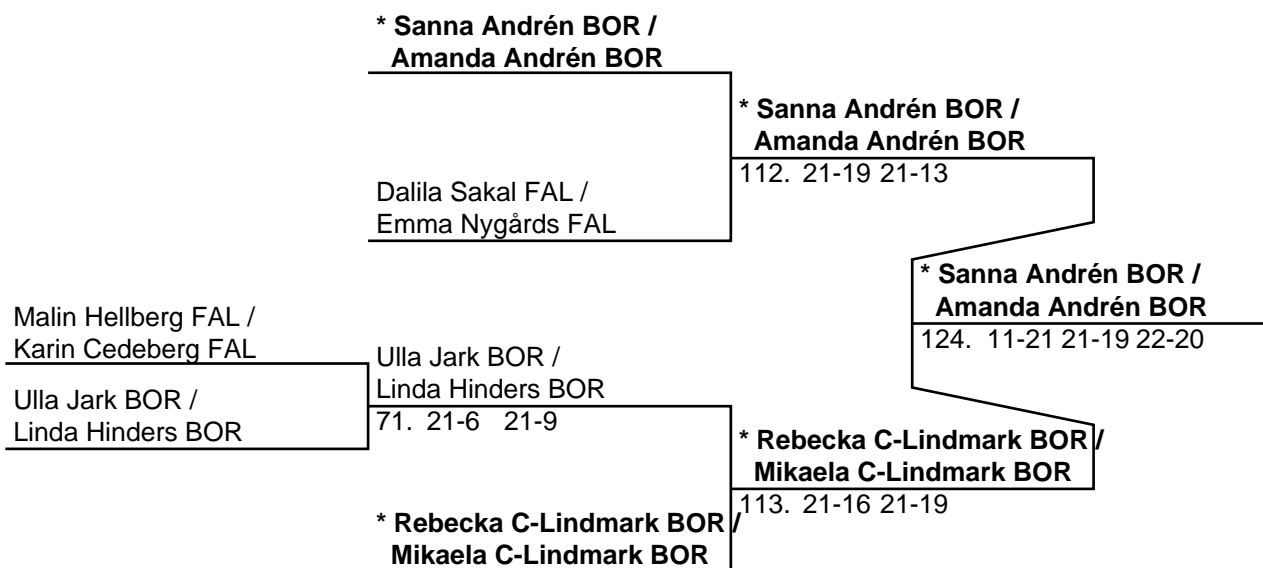 * Sanna Andrén BOR /
Amanda Andrén BOR
* Sanna Andrén BOR /
Amanda Andrén BOR
112. 21-19 21-13
Dalila Sakal FAL /
Emma Nygårds FAL
* Sanna Andrén BOR /
Amanda Andrén BOR
124. 11-21 21-19 22-20
Malin Hellberg FAL /
Karin Cedeberg FAL
Ulla Jark BOR /
Linda Hinders BOR
71. 21-6 21-9
Ulla Jark BOR /
Linda Hinders BOR
* Rebecka C-Lindmark BOR /
Mikaela C-Lindmark BOR
113. 21-16 21-19
* Rebecka C-Lindmark BOR /
Mikaela C-Lindmark BOR